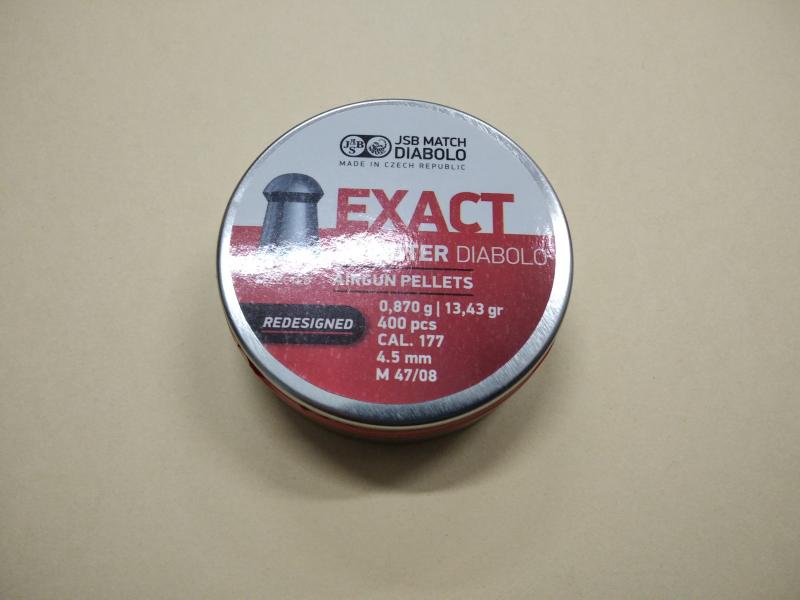 JSB MATCH
DIABOLO
MADE IN CZECH REPUBLIC
EXACT
DIABOLO
AIRGUN PELLETS
0,870 g | 13,43 gr
REDESIGNED
400 pcs
CAL. 177
4.5 mm
M 47/08